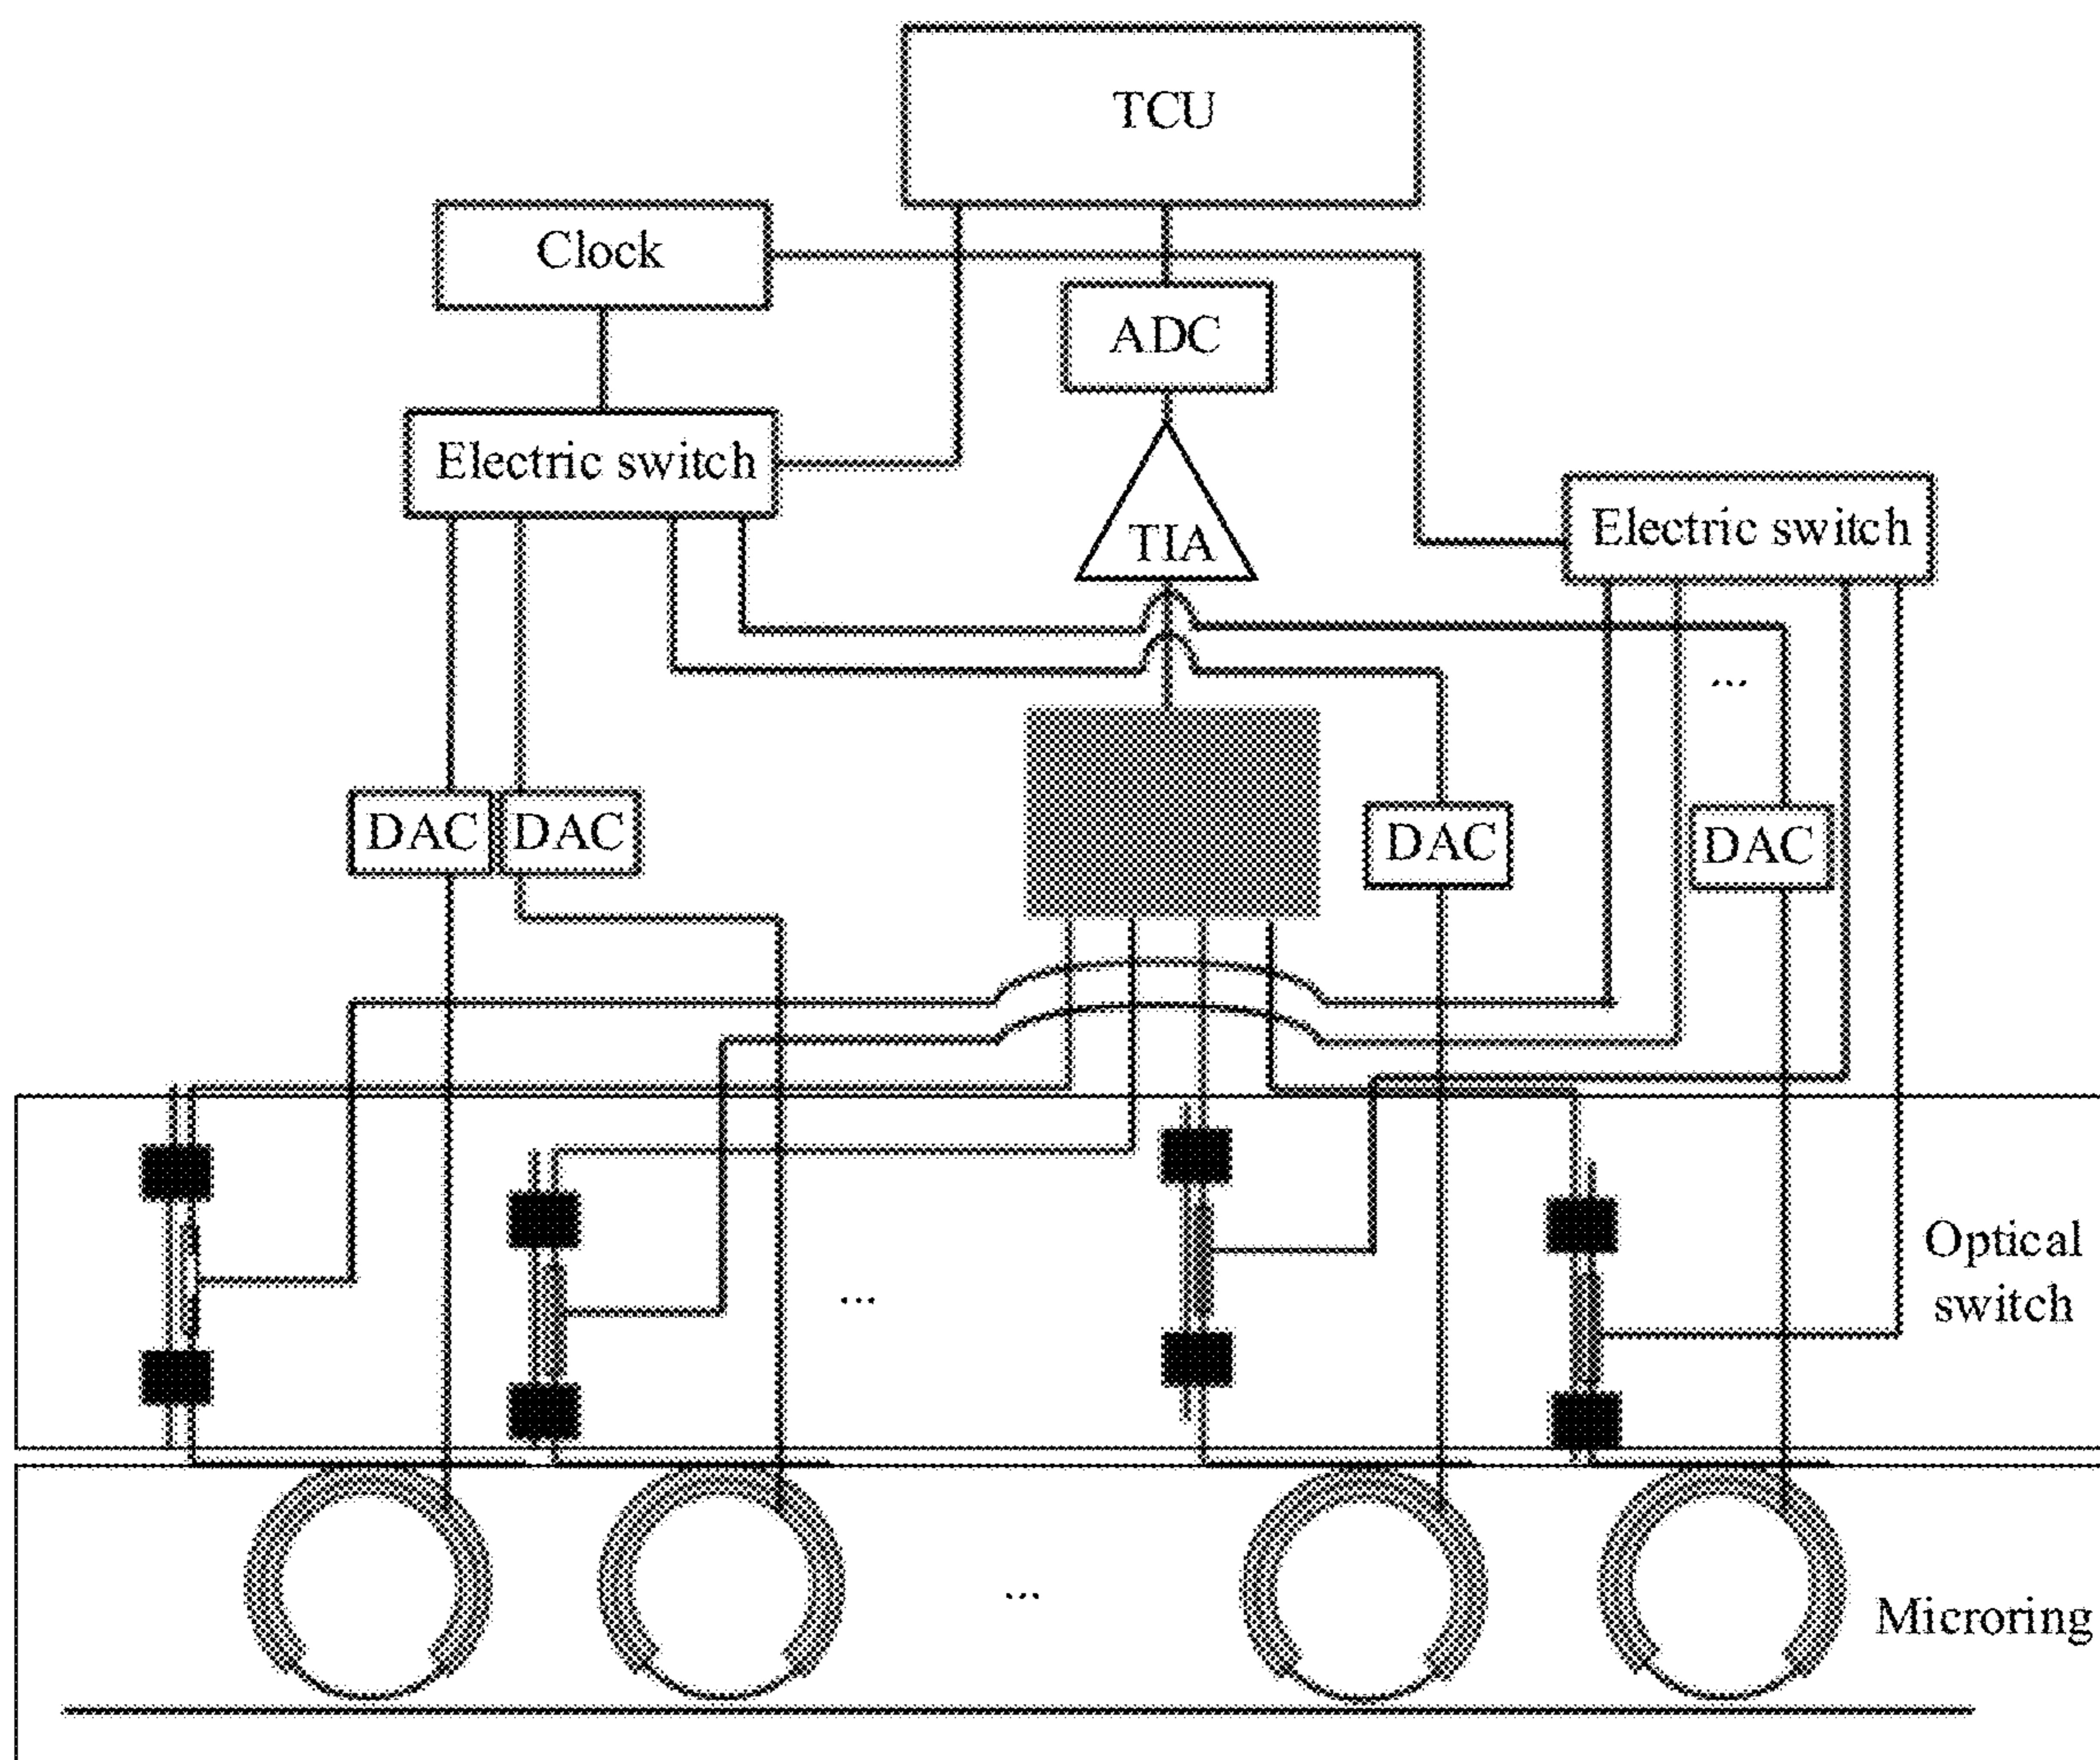 TCU
Clock
ADC
Electric switch
TIA
Electric switch
...
DAC
DAC
DAC
DAC
Optical
switch
...
...
Microring